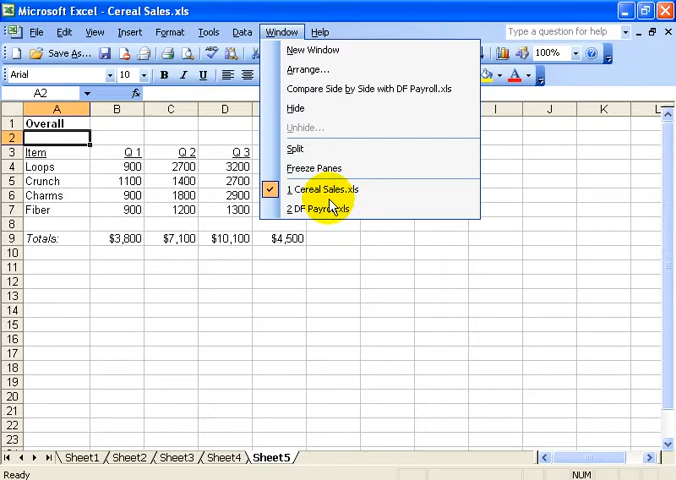 Microsoft Excel - Cereal Sales.xls
File Edit View Insert Format Tools Data Window Help Type a question for help
Save As... 100%
Arial 10 B I U A
A2 fx
A B C D I J K L
1 Overall
2
3 Item Q 1 Q 2 Q 3
4 Loops 900 2700 3200
5 Crunch 1100 1400 2700
6 Charms 900 1800 2900
7 Fiber 900 1200 1300
8
9 Totals: $3,800 $7,100 $10,100 $4,500
10
11
12
13
14
15
16
17
18
19
20
21
22
23
New Window
Arrange...
Compare Side by Side with DF Payroll.xls
Hide
Unhide...
Split
Freeze Panes
1 Cereal Sales.xls
2 DF Payroll.xls
Sheet1 Sheet2 Sheet3 Sheet4 Sheet5
Ready NUM